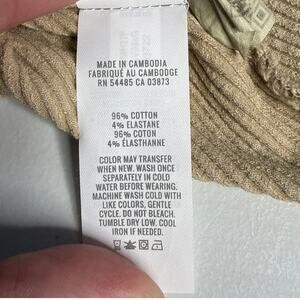 MADE IN CAMBODIA
FABRIQUÉ AU CAMBODGE
RN 54485 CA 03873
96% COTTON
4% ELASTANE
96% COTON
4% ÉLASTHANNE
COLOR MAY TRANSFER
WHEN NEW. WASH ONCE
SEPARATELY IN COLD
WATER BEFORE WEARING.
MACHINE WASH COLD WITH
LIKE COLORS, GENTLE
CYCLE. DO NOT BLEACH.
TUMBLE DRY LOW. COOL
IRON IF NEEDED.